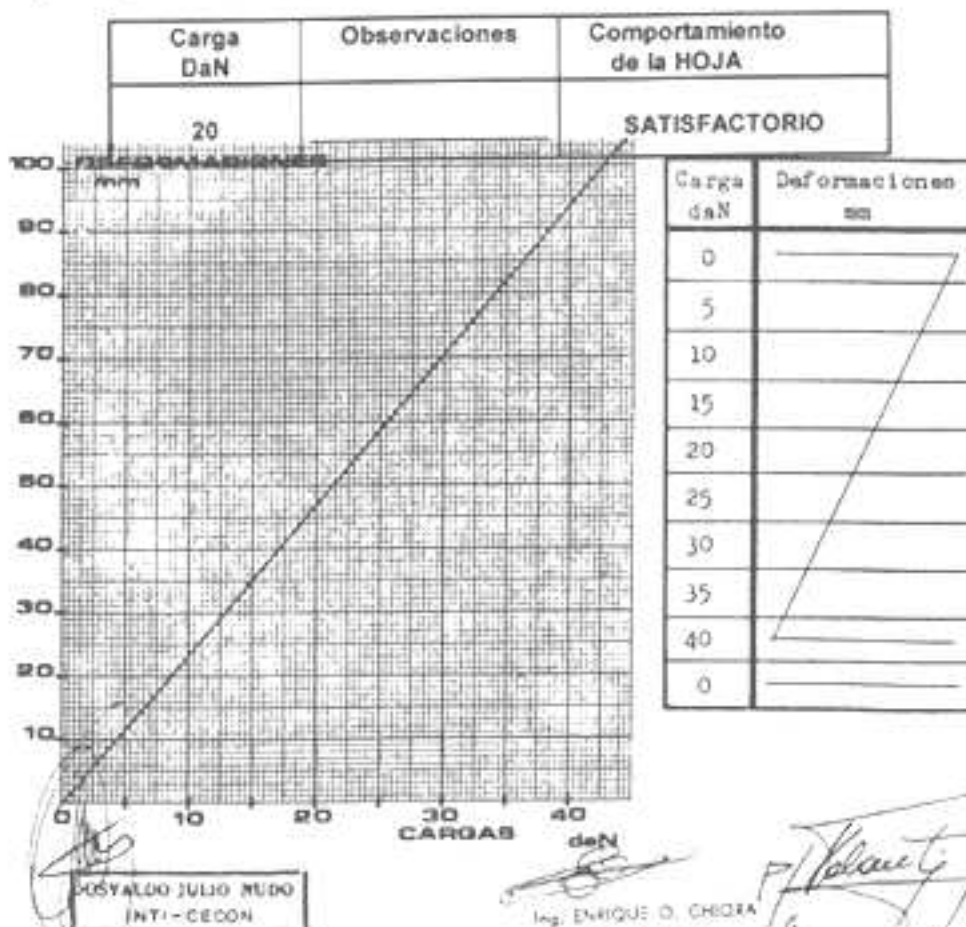 Carga Observaciones Comportamiento
DaN de la HOJA
20 SATISFACTORIO
100 DEFORMACIONES
mm
90
80
70
60
50
40
30
20
10
0 10 20 30 40
CARGAS daN
Carga Deformaciones
daN mm
0
5
10
15
20
25
30
35
40
0
OSVALDO JULIO NUDO
INTI-CECON
Ing. ENRIQUE O.